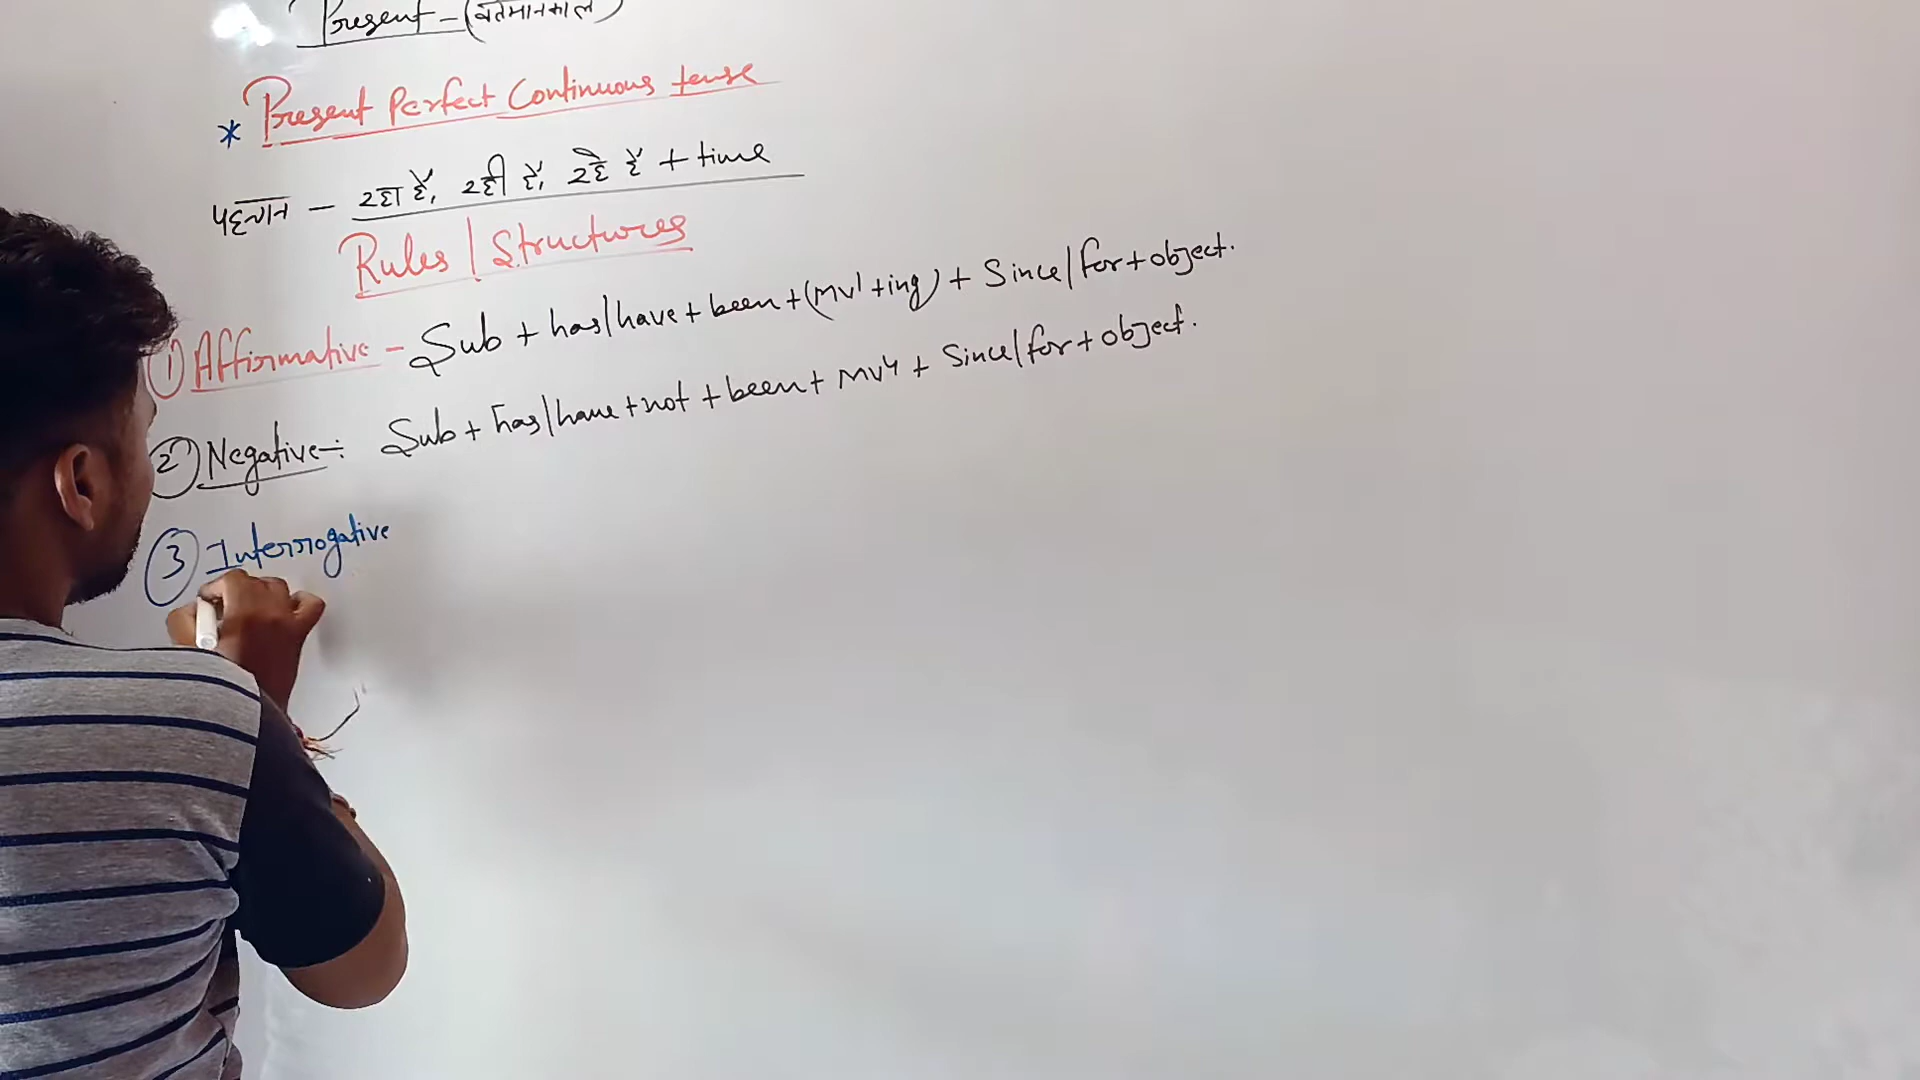 Present - (वर्तमानकाल)
* Present Perfect Continuous tense
पहचान - रहा हैं, रही हैं, रहे हैं + time
Rules | Structures
① Affirmative - Sub + has/have + been + (mv¹ + ing) + Since/for + object.
② Negative -: Sub + has/have + not + been + mv4 + Since/for + object.
③ Interrogative